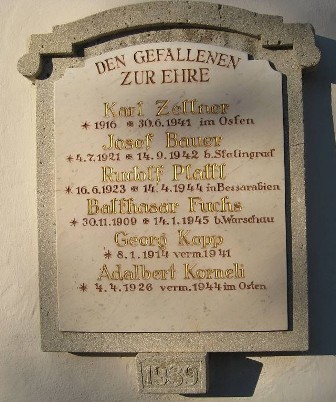 DEN GEFALLENEN
ZUR EHRE
Karl Zellner
* 1916 ✠ 30.6.1941 im Osten
Josef Bauer
* 4.7.1921 ✠ 14.9.1942 b. Stalingrad
Rudolf Pfaffl
* 16.6.1923 ✠ 14.4.1944 in Bessarabien
Balthasar Fuchs
* 30.11.1909 ✠ 14.1.1945 b. Warschau
Georg Kopp
* 8.1.1914 verm. 1941
Adalbert Korneli
* 4.4.1926 verm. 1944 im Osten
1939